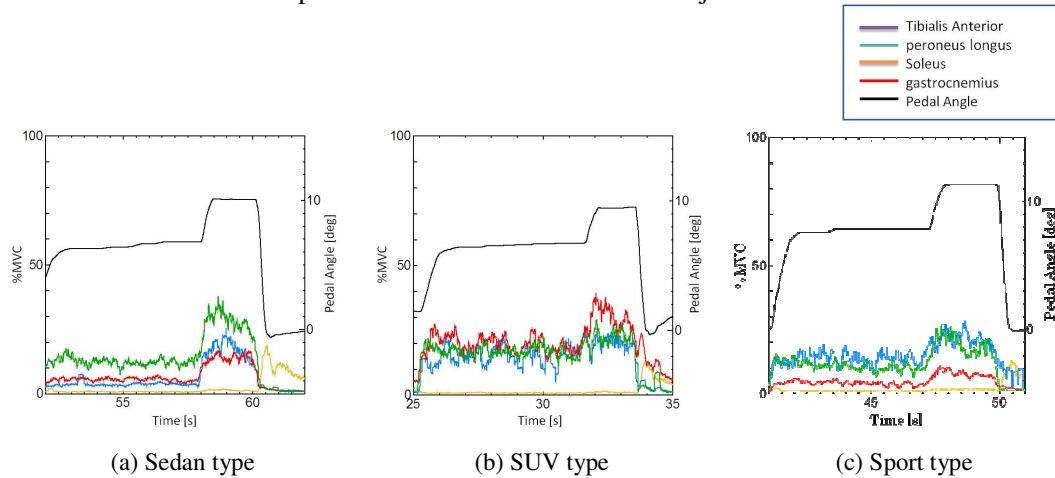 Tibialis Anterior
peroneus longus
Soleus
gastrocnemius
Pedal Angle
100
50
0
%MVC
55
60
Time [s]
10
0
Pedal Angle [deg]
100
50
0
%MVC
25
30
35
Time [s]
10
0
Pedal Angle [deg]
100
50
0
%MVC
45
50
Time [s]
10
0
Pedal Angle [deg]
(a) Sedan type
(b) SUV type
(c) Sport type